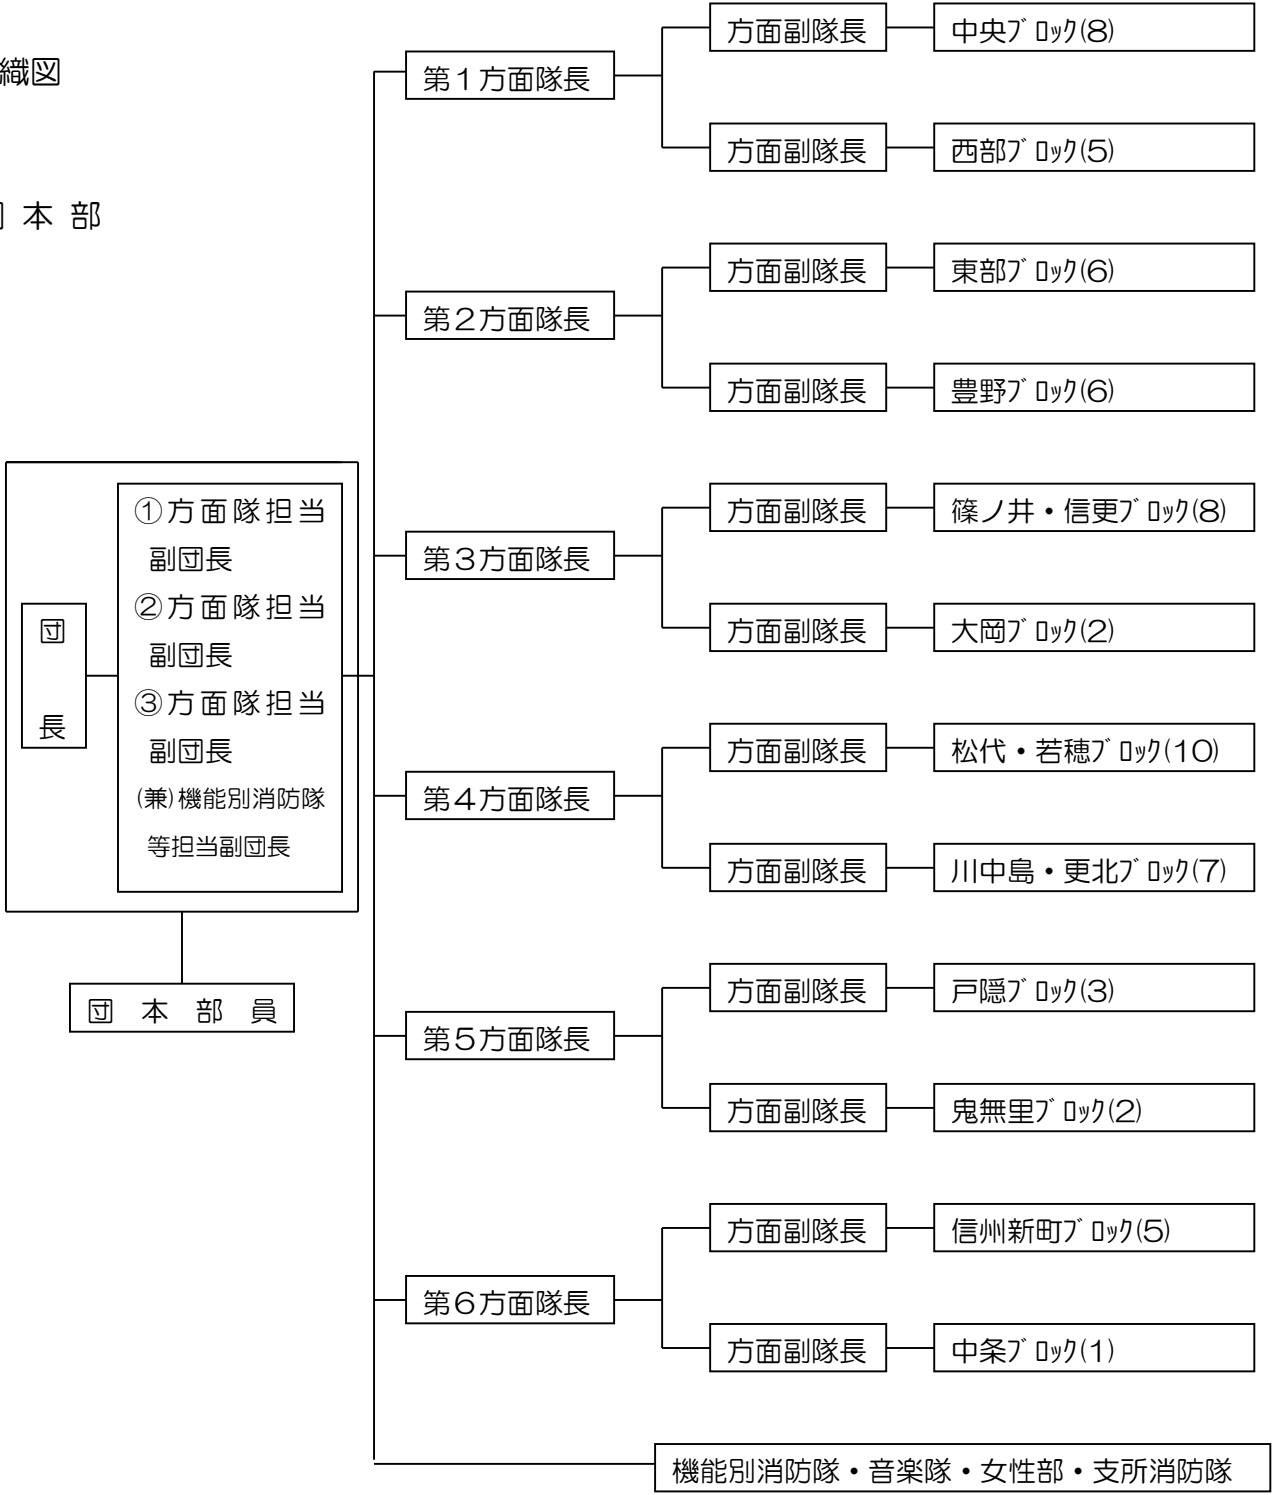 織図
本部
団長
①方面隊担当
副団長
②方面隊担当
副団長
③方面隊担当
副団長
(兼)機能別消防隊
等担当副団長
団本部員
第１方面隊長
方面副隊長
中央ﾌﾞﾛｯｸ(8)
方面副隊長
西部ﾌﾞﾛｯｸ(5)
第２方面隊長
方面副隊長
東部ﾌﾞﾛｯｸ(6)
方面副隊長
豊野ﾌﾞﾛｯｸ(6)
第３方面隊長
方面副隊長
篠ノ井・信更ﾌﾞﾛｯｸ(8)
方面副隊長
大岡ﾌﾞﾛｯｸ(2)
第４方面隊長
方面副隊長
松代・若穂ﾌﾞﾛｯｸ(10)
方面副隊長
川中島・更北ﾌﾞﾛｯｸ(7)
第５方面隊長
方面副隊長
戸隠ﾌﾞﾛｯｸ(3)
方面副隊長
鬼無里ﾌﾞﾛｯｸ(2)
第６方面隊長
方面副隊長
信州新町ﾌﾞﾛｯｸ(5)
方面副隊長
中条ﾌﾞﾛｯｸ(1)
機能別消防隊・音楽隊・女性部・支所消防隊